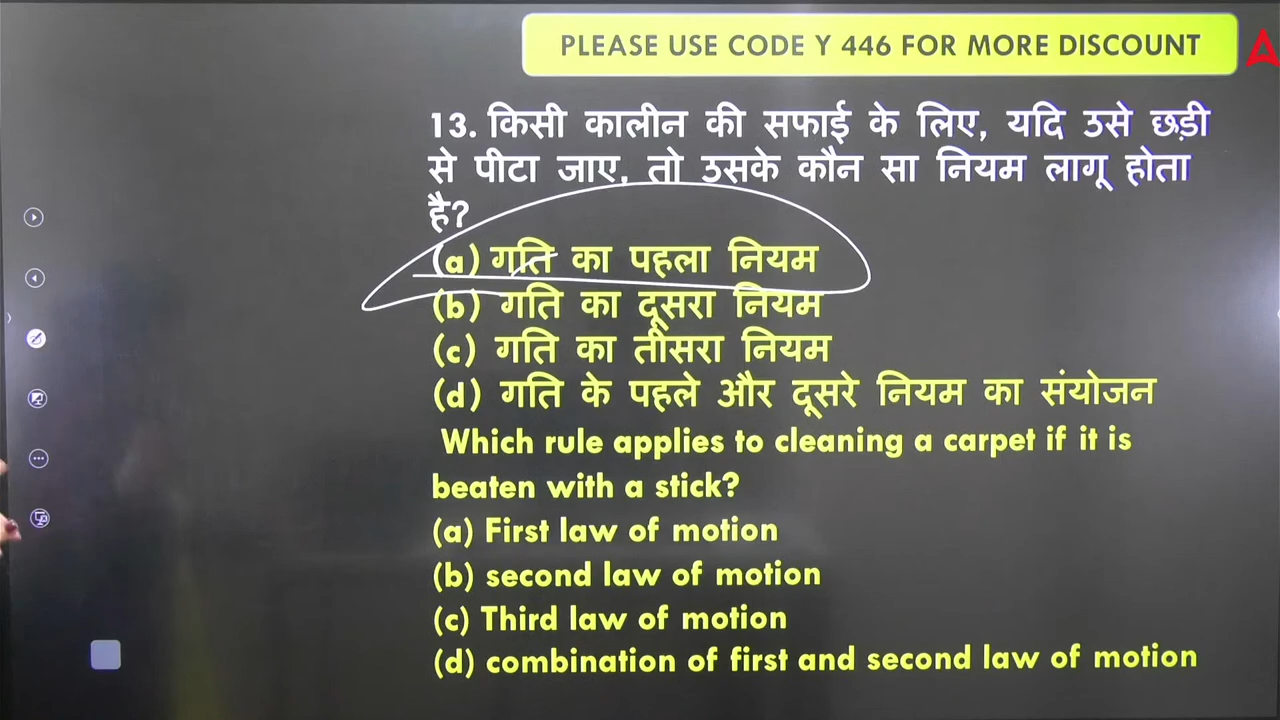 PLEASE USE CODE Y 446 FOR MORE DISCOUNT
13. किसी कालीन की सफाई के लिए, यदि उसे छड़ी
से पीटा जाए, तो उसके कौन सा नियम लागू होता
है?
(a) गति का पहला नियम
(b) गति का दूसरा नियम
(c) गति का तीसरा नियम
(d) गति के पहले और दूसरे नियम का संयोजन
Which rule applies to cleaning a carpet if it is
beaten with a stick?
(a) First law of motion
(b) second law of motion
(c) Third law of motion
(d) combination of first and second law of motion